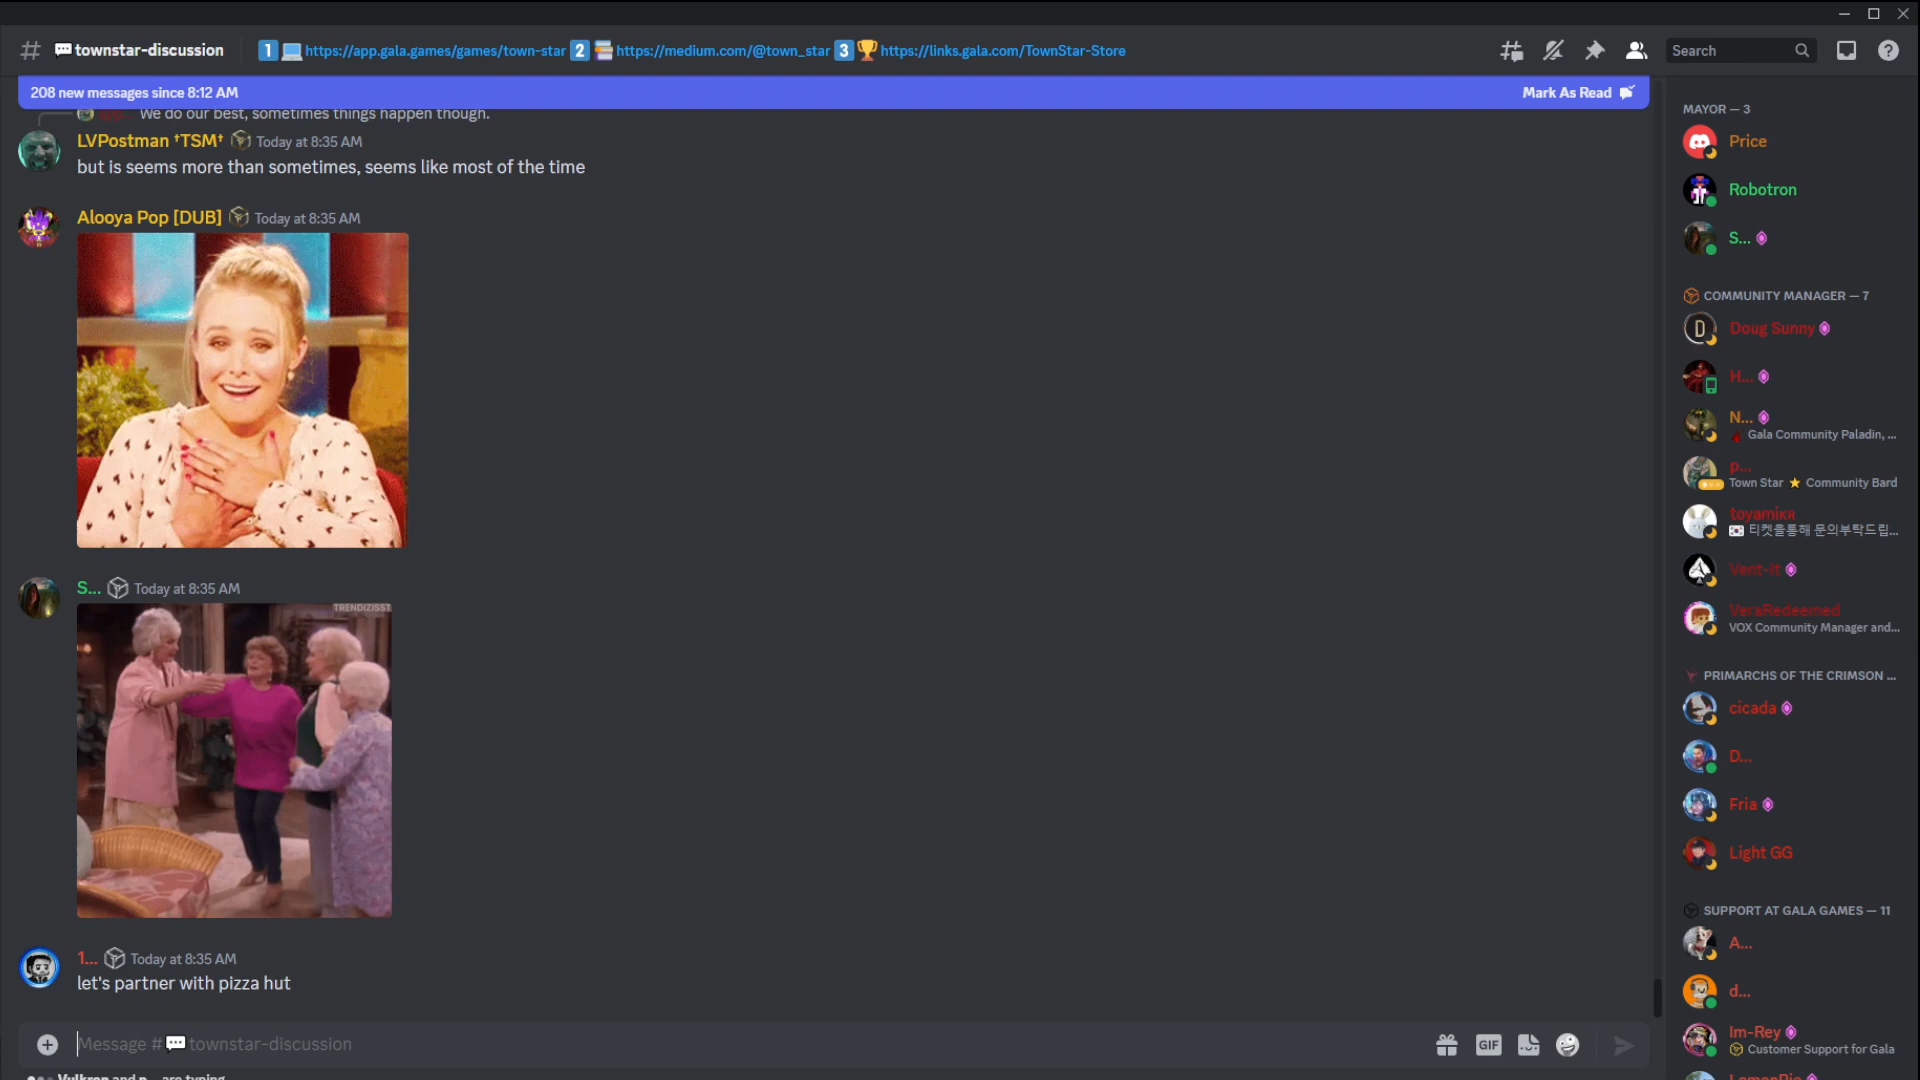 townstar-discussion
1 https://app.gala.games/games/town-star 2 https://medium.com/@town_star 3 https://links.gala.com/TownStar-Store
Search
208 new messages since 8:12 AM
Mark As Read
We do our best, sometimes things happen though.
LVPostman †TSM† Today at 8:35 AM
but is seems more than sometimes, seems like most of the time
Alooya Pop [DUB] Today at 8:35 AM
S... Today at 8:35 AM
TRENDIZISST
1... Today at 8:35 AM
let's partner with pizza hut
Message # townstar-discussion
GIF
Vulkron and p... are typing
MAYOR — 3
Price
Robotron
S...
COMMUNITY MANAGER — 7
D
Doug Sunny
H...
N...
Gala Community Paladin, ...
p...
Town Star ⭐ Community Bard
toyamiKR
티켓을통해 문의부탁드립...
Vent-It
VeraRedeemed
VOX Community Manager and...
PRIMARCHS OF THE CRIMSON ...
cicada
D...
Fria
Light GG
SUPPORT AT GALA GAMES — 11
A...
d...
Im-Rey
Customer Support for Gala
LemonPie